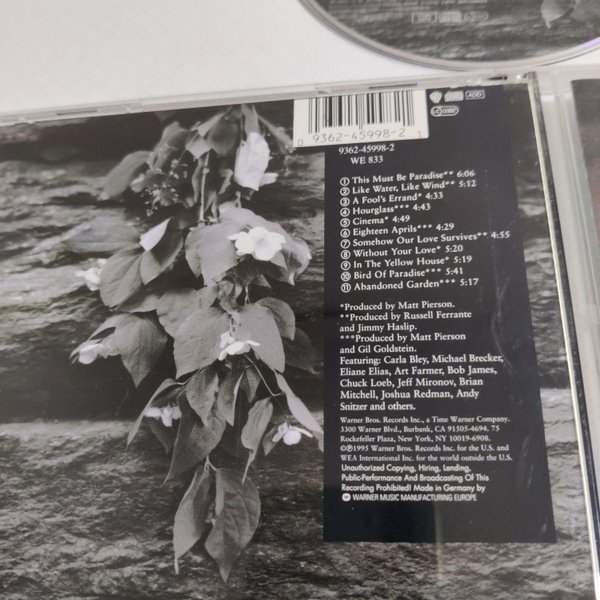 0 9362-45998-2 1
9362-45998-2
WE 833
① This Must Be Paradise** 6:06
② Like Water, Like Wind** 5:12
③ A Fool's Errand* 4:33
④ Hourglass*** 4:43
⑤ Cinema* 4:49
⑥ Eighteen Aprils*** 4:29
⑦ Somehow Our Love Survives** 4:55
⑧ Without Your Love* 5:20
⑨ In The Yellow House* 5:19
⑩ Bird Of Paradise*** 5:41
⑪ Abandoned Garden*** 5:17
*Produced by Matt Pierson.
**Produced by Russell Ferrante
and Jimmy Haslip.
***Produced by Matt Pierson
and Gil Goldstein.
Featuring: Carla Bley, Michael Brecker,
Eliane Elias, Art Farmer, Bob James,
Chuck Loeb, Jeff Mironov, Brian
Mitchell, Joshua Redman, Andy
Snitzer and others.
Warner Bros. Records Inc., a Time Warner Company.
3300 Warner Blvd., Burbank, CA 91505-4694, 75
Rockefeller Plaza, New York, NY 10019-6908.
©℗1995 Warner Bros. Records Inc. for the U.S. and
WEA International Inc. for the world outside the U.S.
Unauthorized Copying, Hiring, Lending,
Public-Performance And Broadcasting Of This
Recording Prohibited! Made in Germany by
WARNER MUSIC MANUFACTURING EUROPE